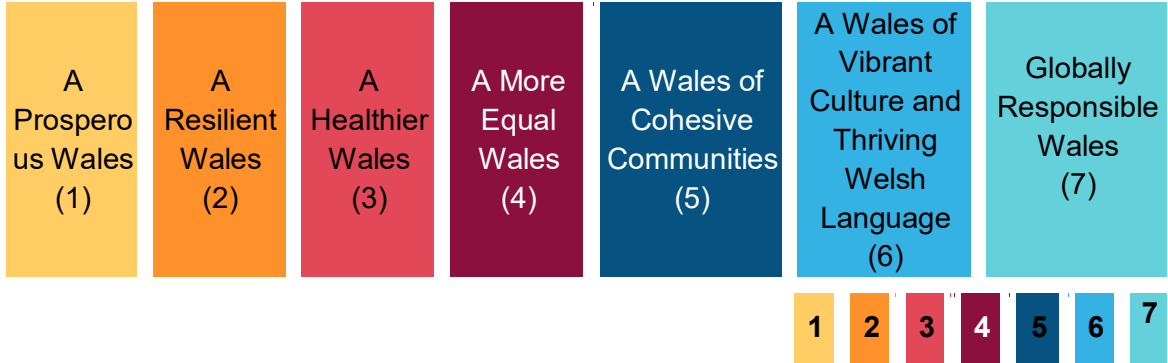 A
Prospero
us Wales
(1)
A
Resilient
Wales
(2)
A
Healthier
Wales
(3)
A More
Equal
Wales
(4)
A Wales of
Cohesive
Communities
(5)
A Wales of
Vibrant
Culture and
Thriving
Welsh
Language
(6)
Globally
Responsible
Wales
(7)
1
2
3
4
5
6
7